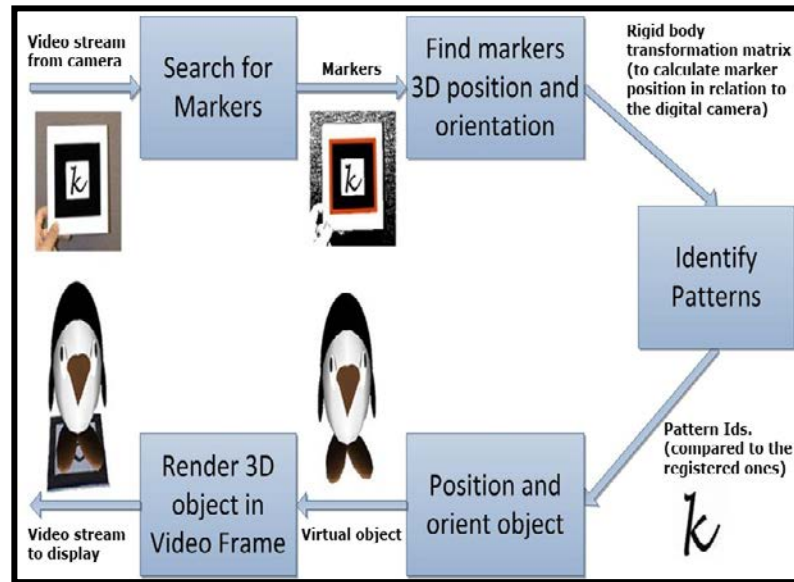 Video stream
from camera
Search for
Markers
Markers
k
k
Find markers
3D position and
orientation
Rigid body
transformation matrix
(to calculate marker
position in relation to
the digital camera)
Identify
Patterns
Pattern Ids.
(compared to the
registered ones)
k
Position and
orient object
Virtual object
Render 3D
object in
Video Frame
Video stream
to display